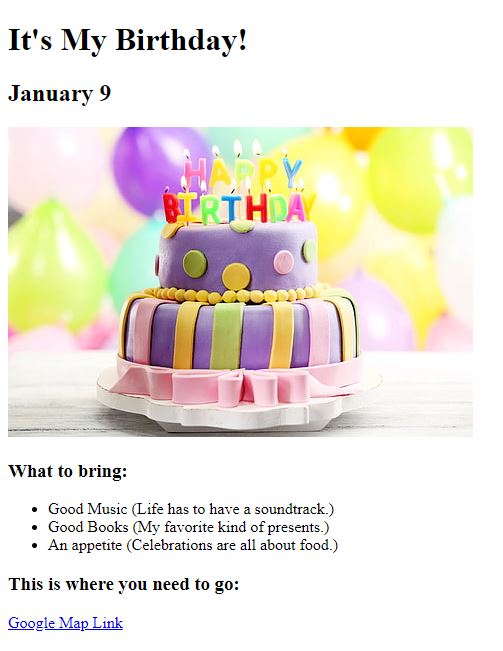 It's My Birthday!
January 9
HAPPY
BIRTHDAY
What to bring:
Good Music (Life has to have a soundtrack.)
Good Books (My favorite kind of presents.)
An appetite (Celebrations are all about food.)
This is where you need to go:
Google Map Link